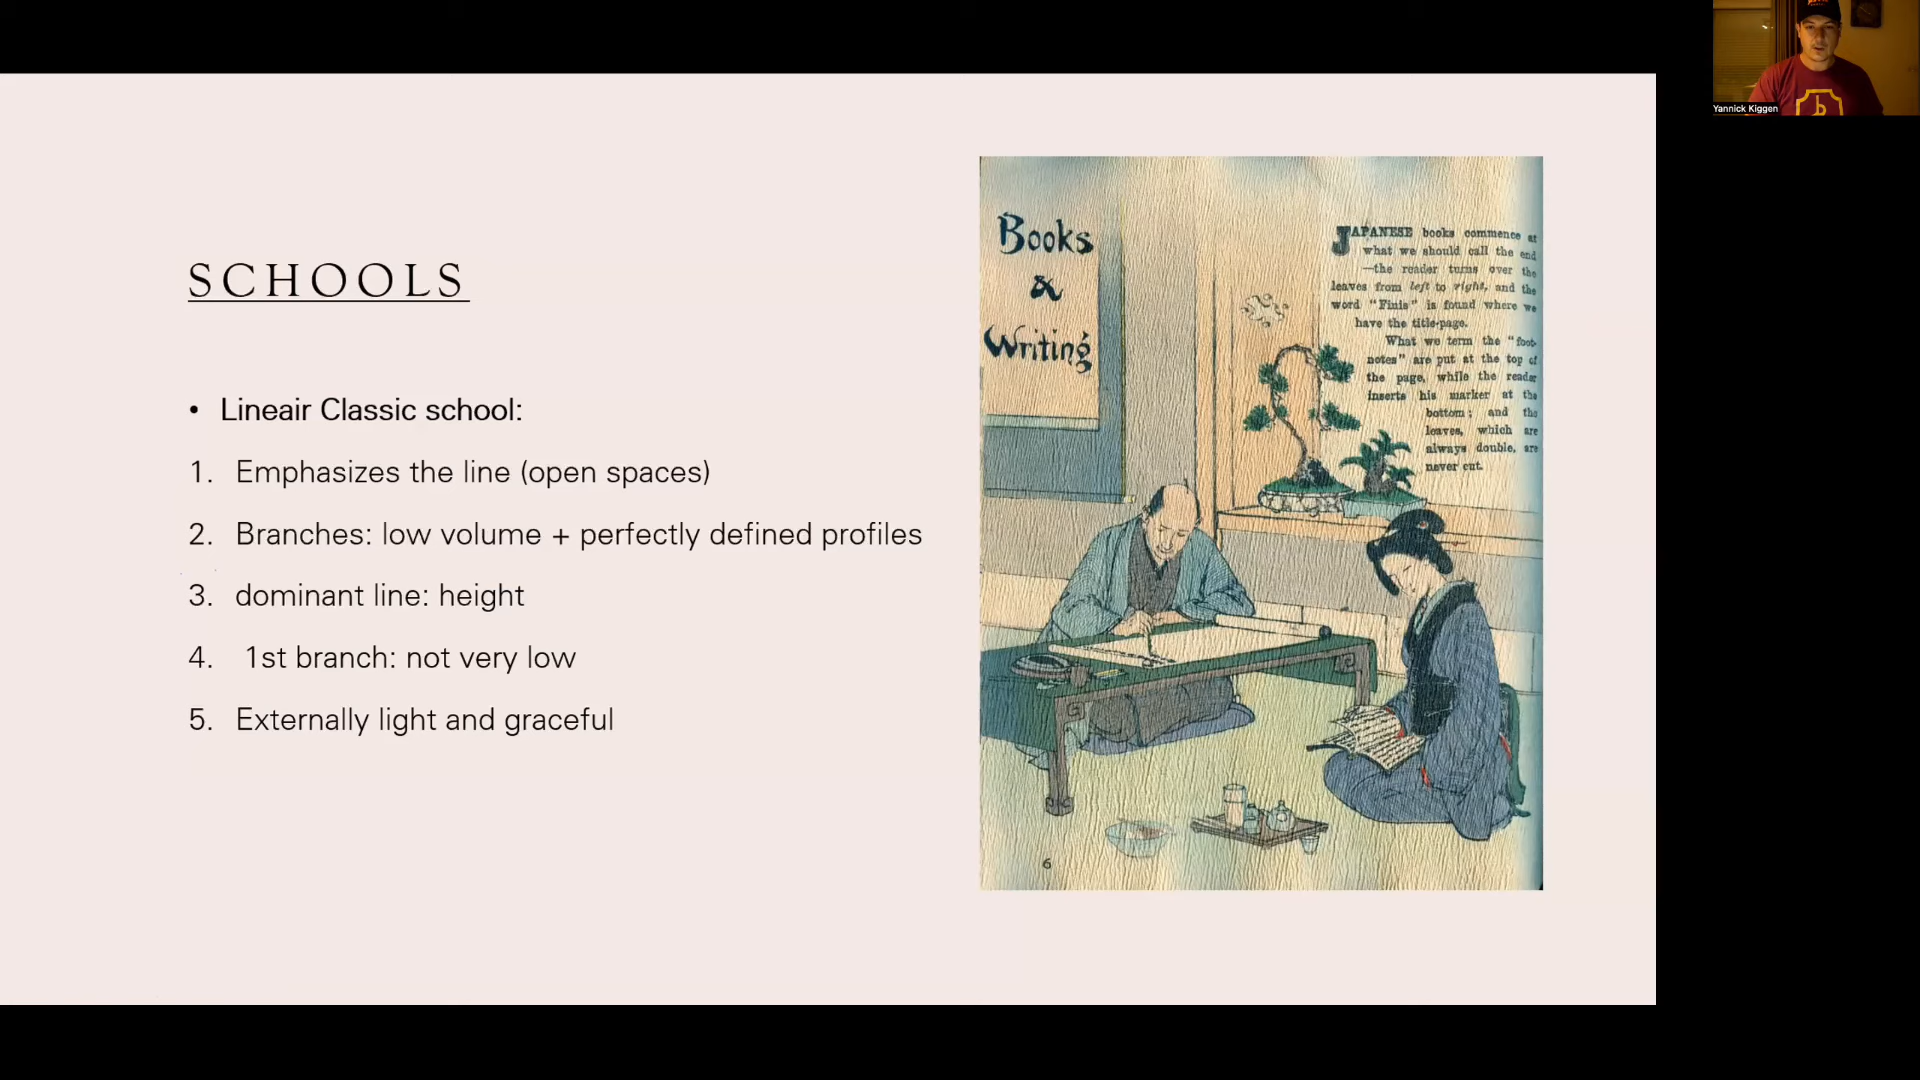 SCHOOLS
• Lineair Classic school:
1. Emphasizes the line (open spaces)
2. Branches: low volume + perfectly defined profiles
3. dominant line: height
4. 1st branch: not very low
5. Externally light and graceful
Books
&
Writing
JAPANESE books commence at
what we should call the end
—the reader turns over the
leaves from left to right, and the
word "Finis" is found where we
have the title-page.
What we term the "foot-
notes" are put at the top of
the page, while the reader
inserts his marker at the
bottom; and the
leaves, which are
always double, are
never cut.
6
Yannick Kiggen
b